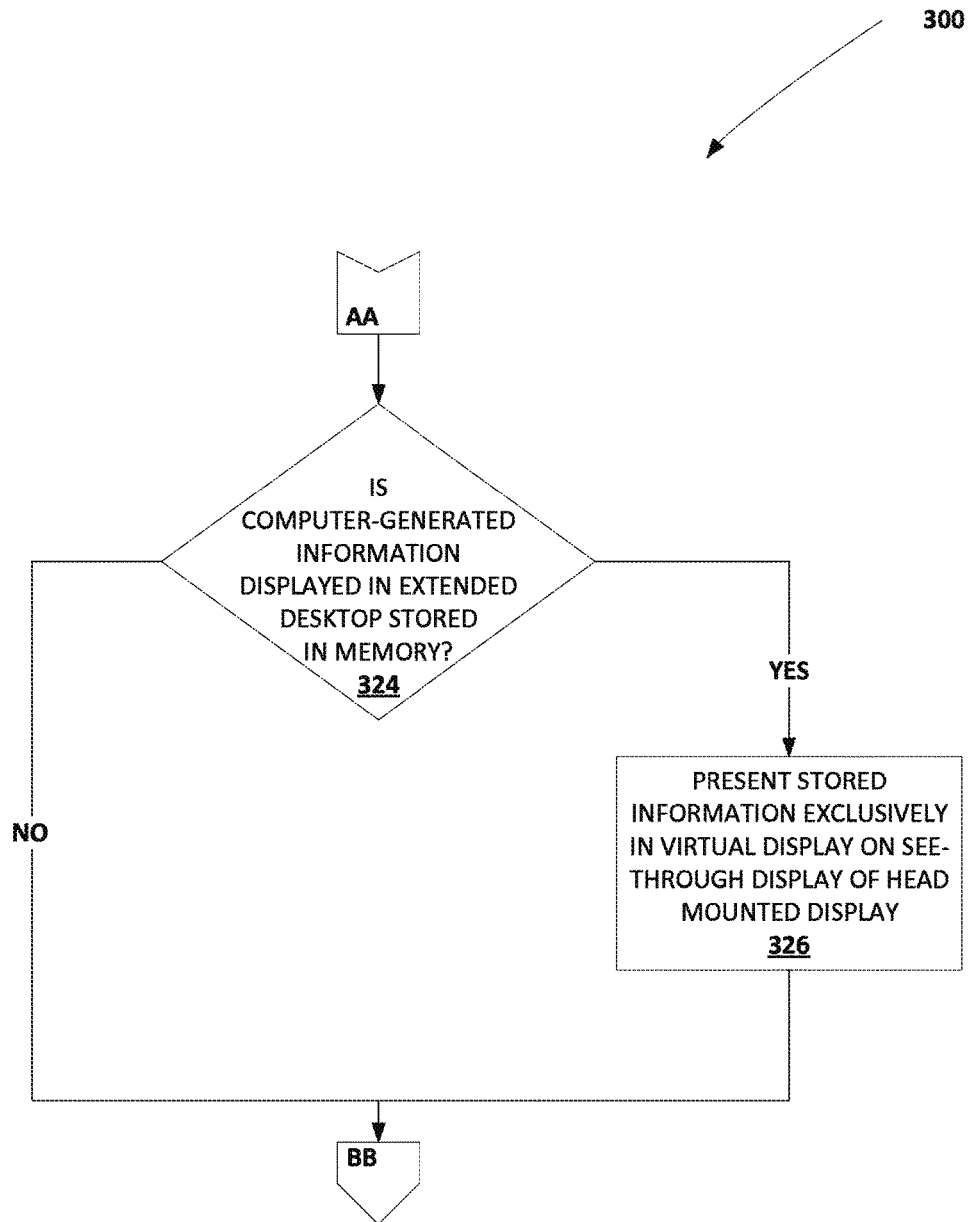 300
AA
IS
COMPUTER-GENERATED
INFORMATION
DISPLAYED IN EXTENDED
DESKTOP STORED
IN MEMORY?
324
YES
PRESENT STORED
INFORMATION EXCLUSIVELY
IN VIRTUAL DISPLAY ON SEE-
THROUGH DISPLAY OF HEAD
MOUNTED DISPLAY
326
NO
BB